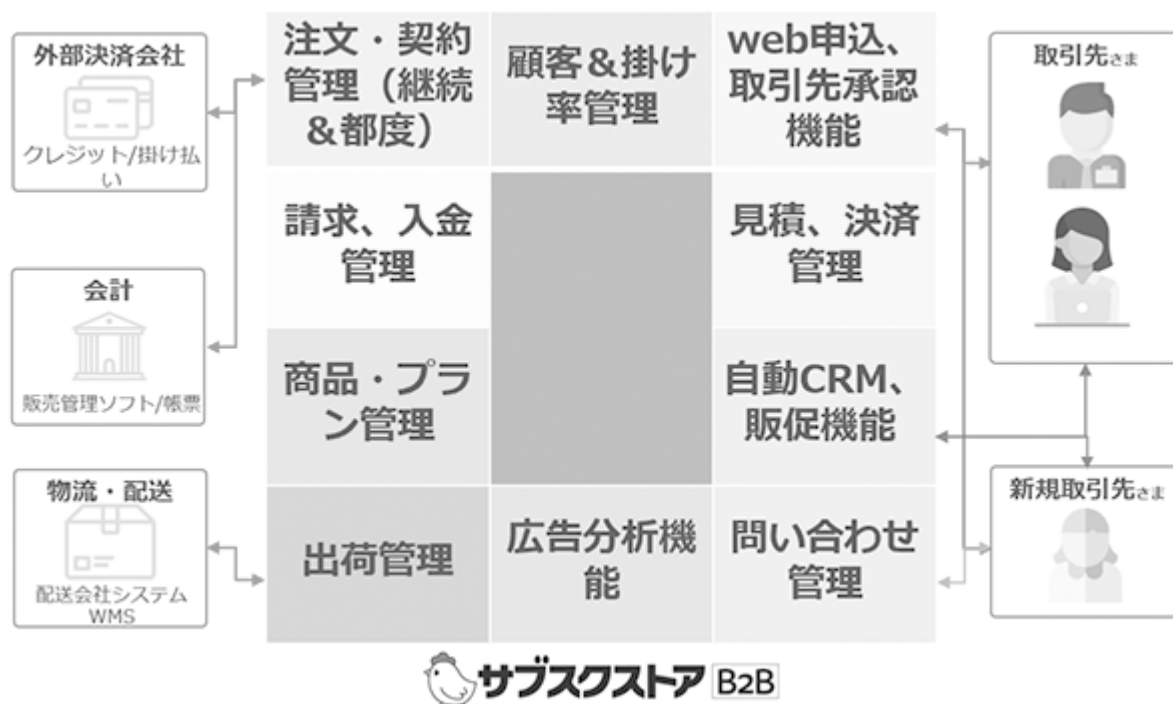 外部決済会社
クレジット/掛け払
い
会計
販売管理ソフト/帳票
物流・配送
配送会社システム
WMS
注文・契約
管理（継続
＆都度）
顧客＆掛け
率管理
web申込、
取引先承認
機能
請求、入金
管理
見積、決済
管理
商品・プラ
ン管理
自動CRM、
販促機能
出荷管理
広告分析機
能
問い合わせ
管理
取引先さま
新規取引先さま
サブスクストア B2B